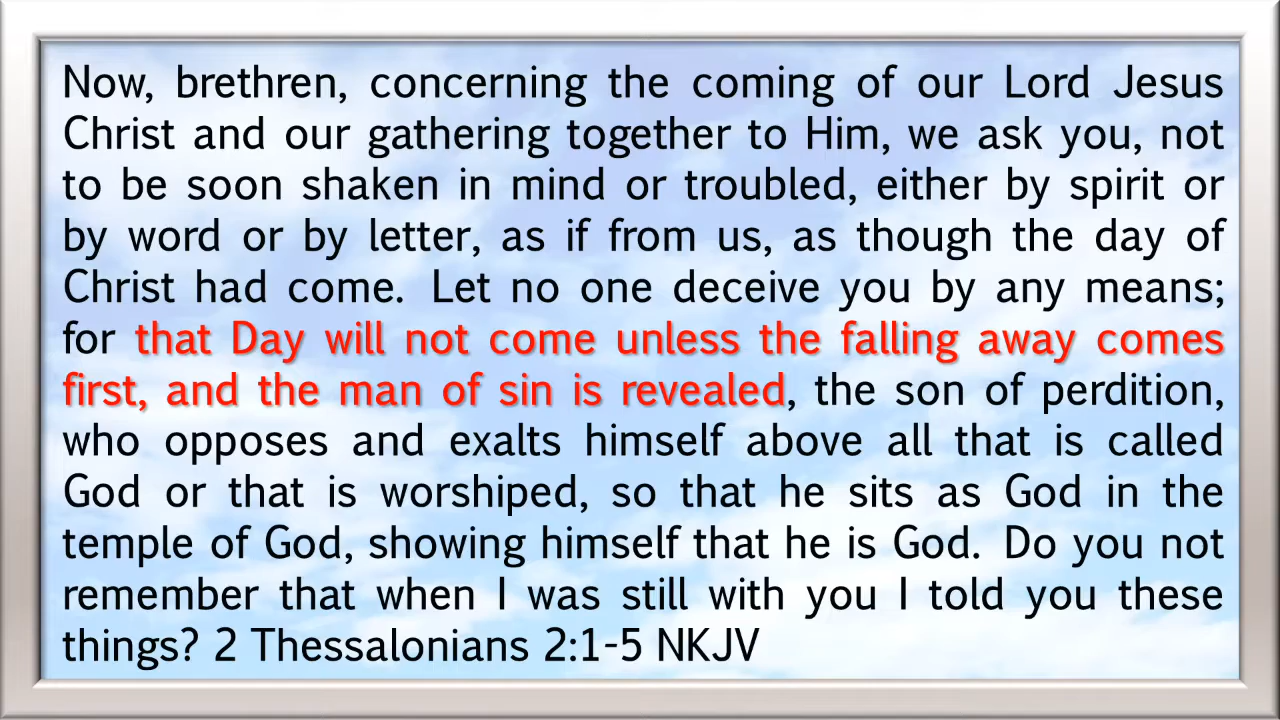 Now, brethren, concerning the coming of our Lord Jesus
Christ and our gathering together to Him, we ask you, not
to be soon shaken in mind or troubled, either by spirit or
by word or by letter, as if from us, as though the day of
Christ had come. Let no one deceive you by any means;
for that Day will not come unless the falling away comes
first, and the man of sin is revealed, the son of perdition,
who opposes and exalts himself above all that is called
God or that is worshiped, so that he sits as God in the
temple of God, showing himself that he is God. Do you not
remember that when I was still with you I told you these
things? 2 Thessalonians 2:1-5 NKJV